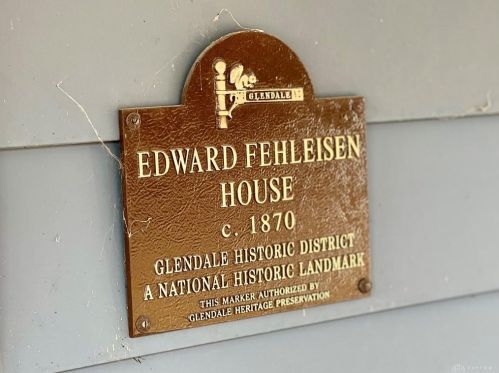 GLENDALE
EDWARD FEHLEISEN
HOUSE
c. 1870
GLENDALE HISTORIC DISTRICT
A NATIONAL HISTORIC LANDMARK
THIS MARKER AUTHORIZED BY
GLENDALE HERITAGE PRESERVATION